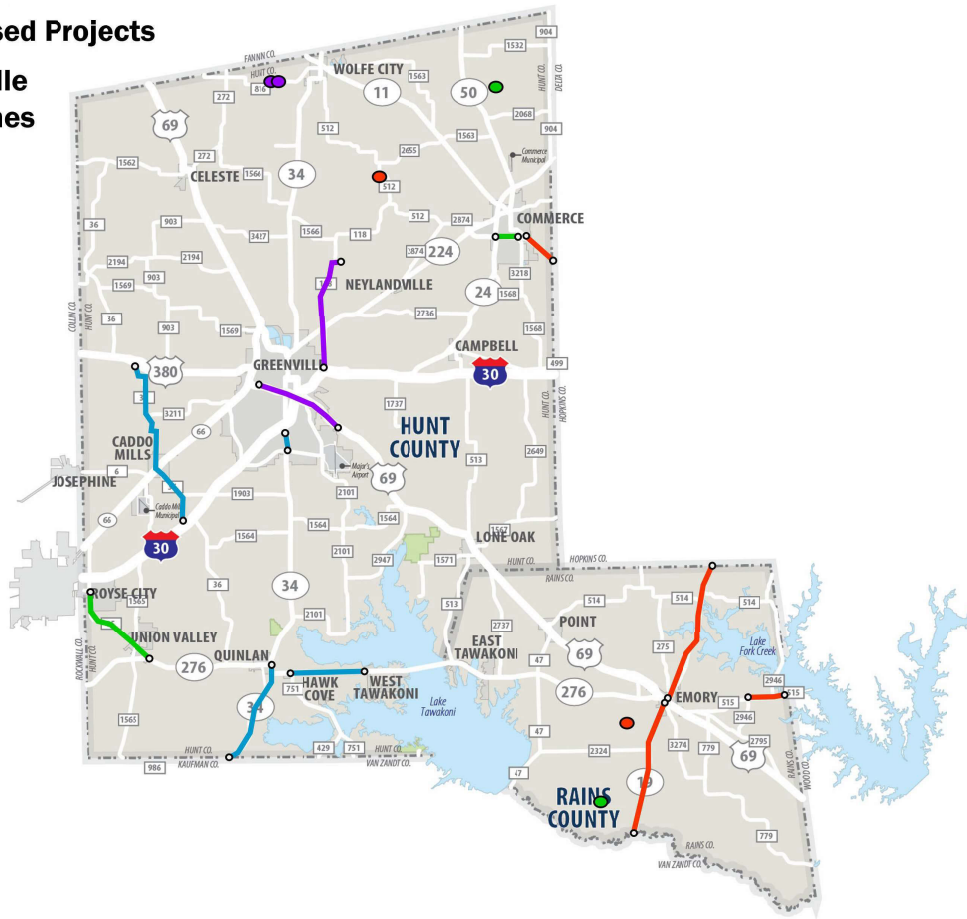 sed Projects
lle
nes
904
1532
FANNN CO.
HUNT CO.
WOLFE CITY
1563
HUNT CO.
DELTA CO.
816
272
11
50
2068
69
512
1563
904
2655
Commerce
Municipal
1562
272
CELESTE
1566
34
512
36
903
512
2874
COMMERCE
3427
1566
118
2874
224
2194
2194
3218
1569
903
NEYLANDVILLE
24
1568
COLLIN CO.
HUNT CO.
36
903
1569
2736
1568
CAMPBELL
380
GREENVILLE
30
499
3211
1737
HUNT CO.
HOPKINS CO.
66
HUNT
COUNTY
CADDO
MILLS
2649
JOSEPHINE
6
Majors
Airport
69
513
1903
2101
Caddo Mills
Municipal
66
1564
1564
1567
LONE OAK
30
1564
2101
2947
1571
HUNT CO.
HOPKINS CO.
RAINS CO.
36
34
ROYSE CITY
1565
513
514
514
514
2101
2737
POINT
UNION VALLEY
EAST
TAWAKONI
69
275
Lake
Fork Creek
ROCKWALL CO.
HUNT CO.
276
QUINLAN
47
2946
751
HAWK
COVE
WEST
TAWAKONI
276
EMORY
515
515
34
Lake
Tawakoni
2946
1565
47
2324
3274
779
2795
69
HUNT CO.
KAUFMAN CO.
429
751
HUNT CO.
VAN ZANDT CO.
986
47
19
RAINS CO.
WOOD CO.
RAINS
COUNTY
779
RAINS CO.
VAN ZANDT CO.